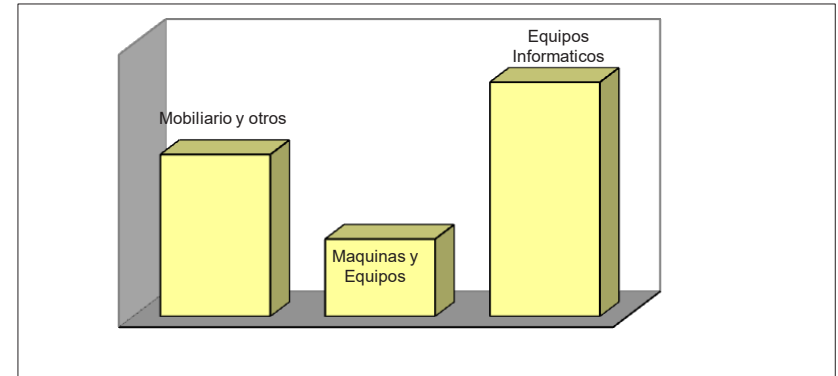 Equipos
Informaticos
Mobiliario y otros
Maquinas y
Equipos